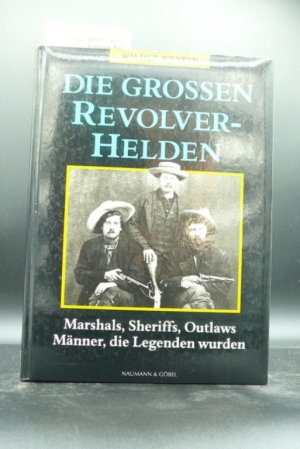 WILDER WESTEN
DIE GROSSEN
REVOLVER-
HELDEN
Marshals, Sheriffs, Outlaws
Männer, die Legenden wurden
NAUMANN & GÖBEL